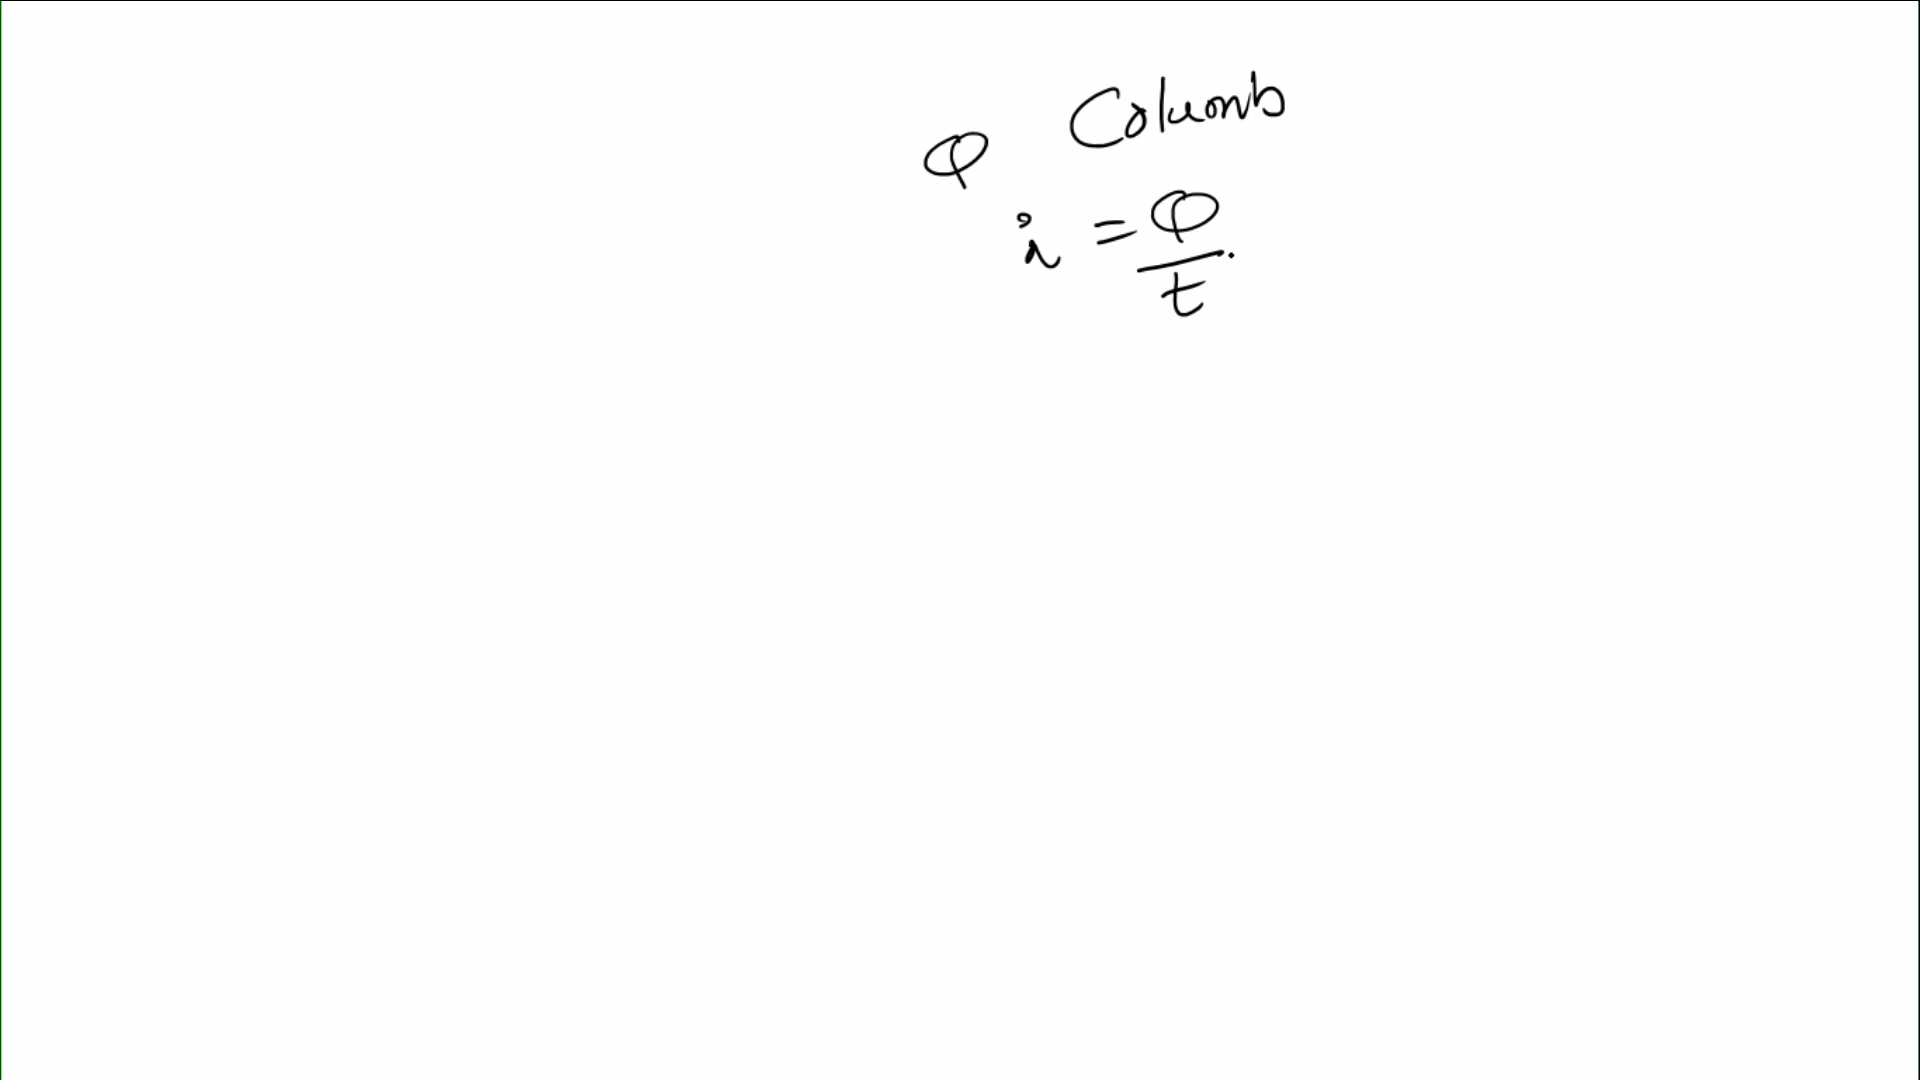 Q Columb
i = Q/t